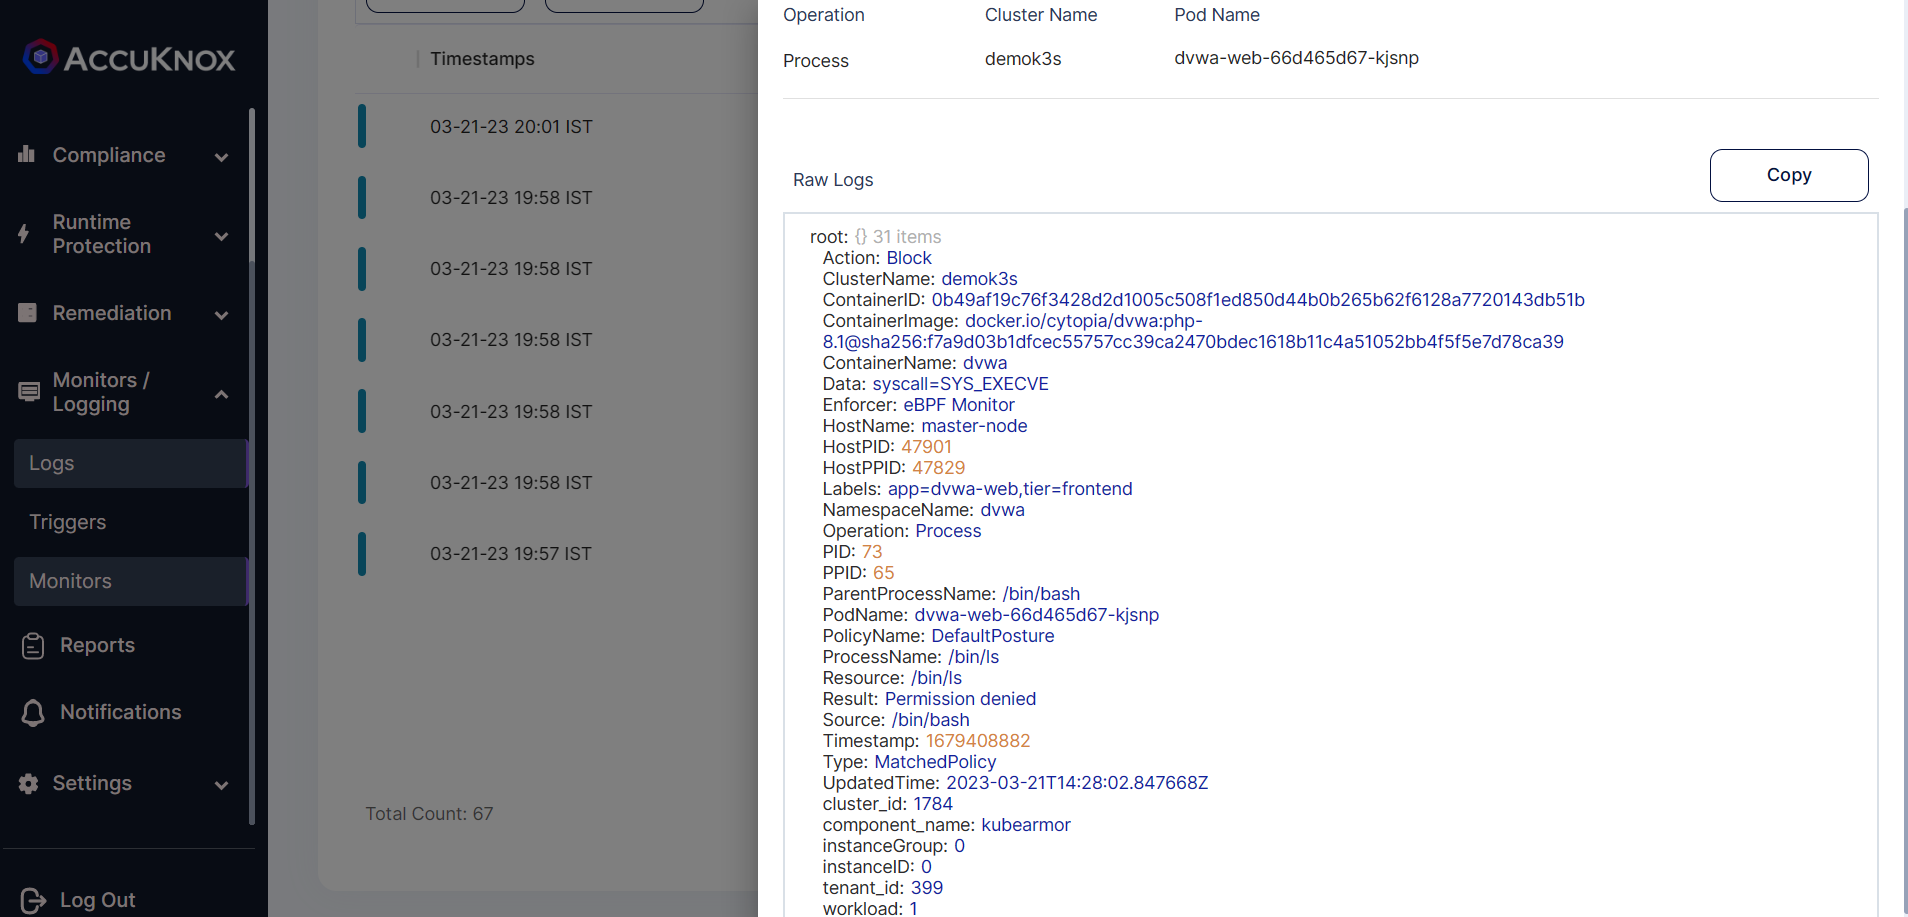 ACCUKNOX
Compliance
Runtime
Protection
Remediation
Monitors /
Logging
Logs
Triggers
Monitors
Reports
Notifications
Settings
Log Out
Timestamps
03-21-23 20:01 IST
03-21-23 19:58 IST
03-21-23 19:58 IST
03-21-23 19:58 IST
03-21-23 19:58 IST
03-21-23 19:58 IST
03-21-23 19:57 IST
Total Count: 67
Operation Cluster Name Pod Name
Process demok3s dvwa-web-66d465d67-kjsnp
Raw Logs
Copy
root: {} 31 items
Action: Block
ClusterName: demok3s
ContainerID: 0b49af19c76f3428d2d1005c508f1ed850d44b0b265b62f6128a7720143db51b
ContainerImage: docker.io/cytopia/dvwa:php-
8.1@sha256:f7a9d03b1dfcec55757cc39ca2470bdec1618b11c4a51052bb4f5f5e7d78ca39
ContainerName: dvwa
Data: syscall=SYS_EXECVE
Enforcer: eBPF Monitor
HostName: master-node
HostPID: 47901
HostPPID: 47829
Labels: app=dvwa-web,tier=frontend
NamespaceName: dvwa
Operation: Process
PID: 73
PPID: 65
ParentProcessName: /bin/bash
PodName: dvwa-web-66d465d67-kjsnp
PolicyName: DefaultPosture
ProcessName: /bin/ls
Resource: /bin/ls
Result: Permission denied
Source: /bin/bash
Timestamp: 1679408882
Type: MatchedPolicy
UpdatedTime: 2023-03-21T14:28:02.847668Z
cluster_id: 1784
component_name: kubearmor
instanceGroup: 0
instanceID: 0
tenant_id: 399
workload: 1